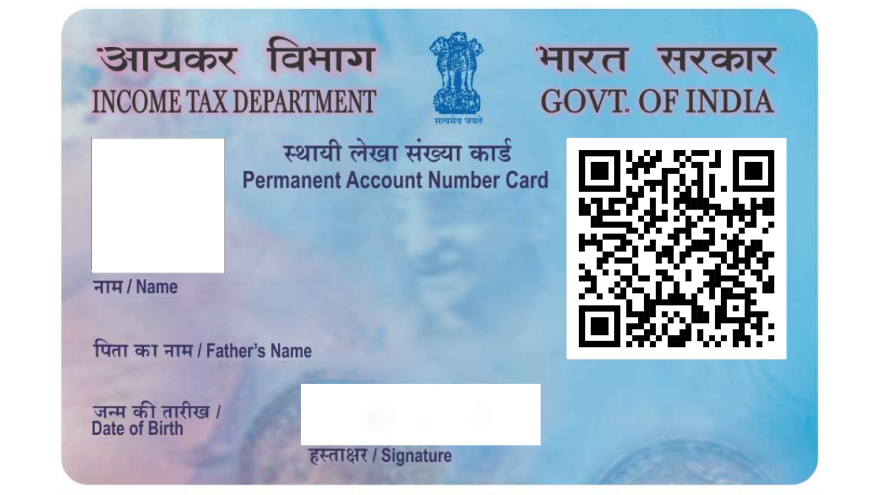 आयकर विभाग
INCOME TAX DEPARTMENT
सत्यमेव जयते
भारत सरकार
GOVT. OF INDIA
स्थायी लेखा संख्या कार्ड
Permanent Account Number Card
नाम / Name
पिता का नाम / Father's Name
जन्म की तारीख /
Date of Birth
हस्ताक्षर / Signature